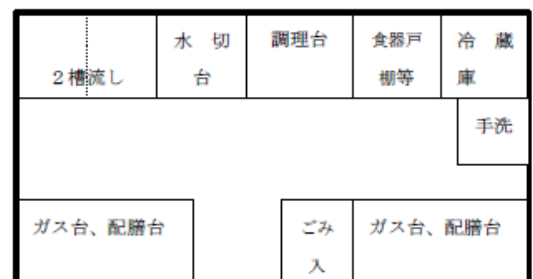 水 切 調理台 食器戸 冷 蔵
２槽流し 台 棚等 庫
手洗
ガス台、配膳台 ごみ ガス台、配膳台
入